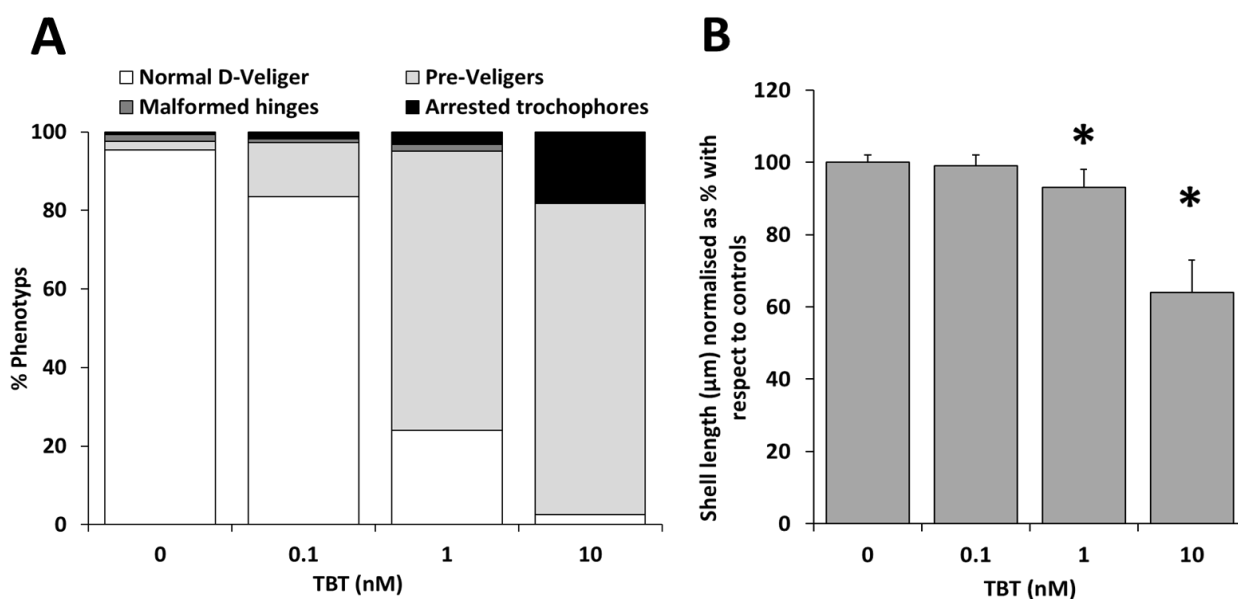 A
Normal D-Veliger
Pre-Veligers
Malformed hinges
Arrested trochophores
% Phenotyps
100
80
60
40
20
0
0 0.1 1 10
TBT (nM)
B
Shell length (µm) normalised as % with
respect to controls
120
100
80
60
40
20
0
*
*
0 0.1 1 10
TBT (nM)